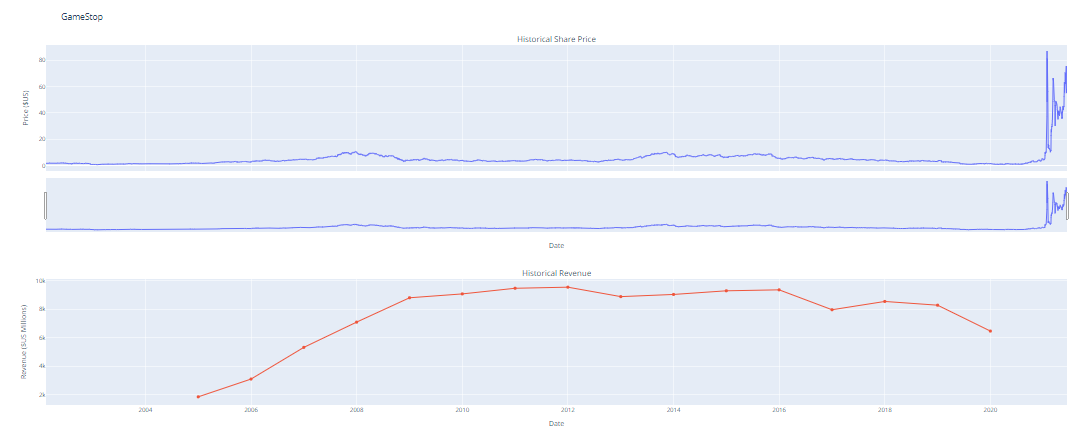 GameStop
Historical Share Price
80
60
40
20
0
Price ($US)
Date
Historical Revenue
10k
8k
6k
4k
2k
Revenue ($US Millions)
2004 2006 2008 2010 2012 2014 2016 2018 2020
Date